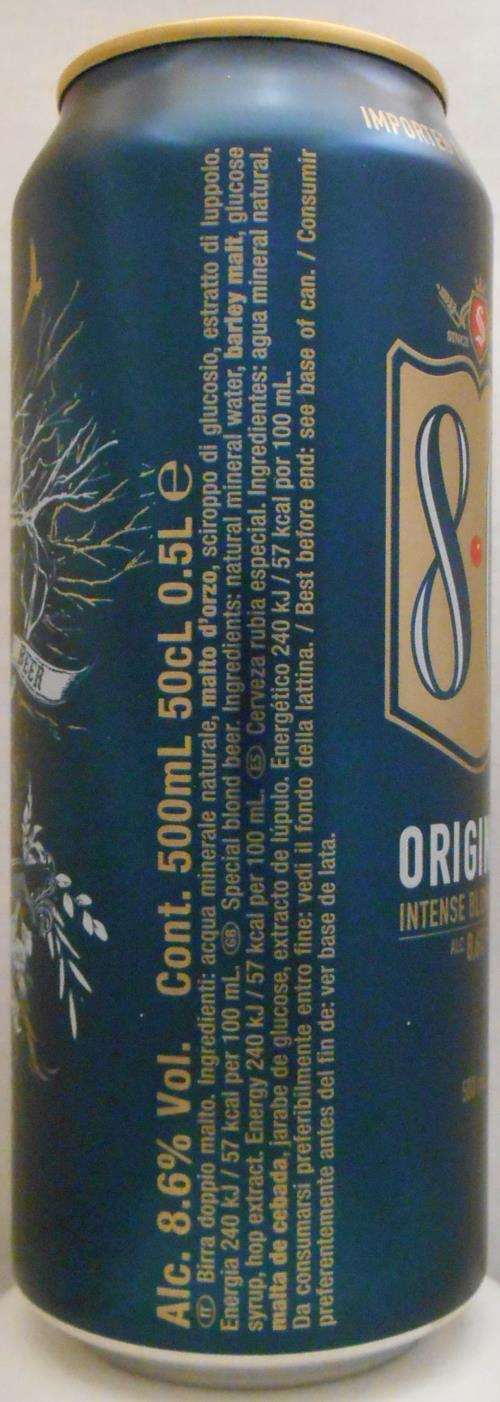 Alc. 8.6% Vol. Cont. 500mL 50cL 0.5L e
IT Birra doppio malto. Ingredienti: acqua minerale naturale, malto d'orzo, sciroppo di glucosio, estratto di luppolo.
Energia 240 kJ / 57 kcal per 100 mL. GB Special blond beer. Ingredients: natural mineral water, barley malt, glucose
syrup, hop extract. Energy 240 kJ / 57 kcal per 100 mL. ES Cerveza rubia especial. Ingredientes: agua mineral natural,
malta de cebada, jarabe de glucose, extracto de lúpulo. Energético 240 kJ / 57 kcal por 100 mL.
Da consumarsi preferibilmente entro fine: vedi il fondo della lattina. / Best before end: see base of can. / Consumir
preferentemente antes del fin de: ver base de lata.
IMPORTED
8.
ORIGIN
INTENSE BL
ALC 8.6
BEER